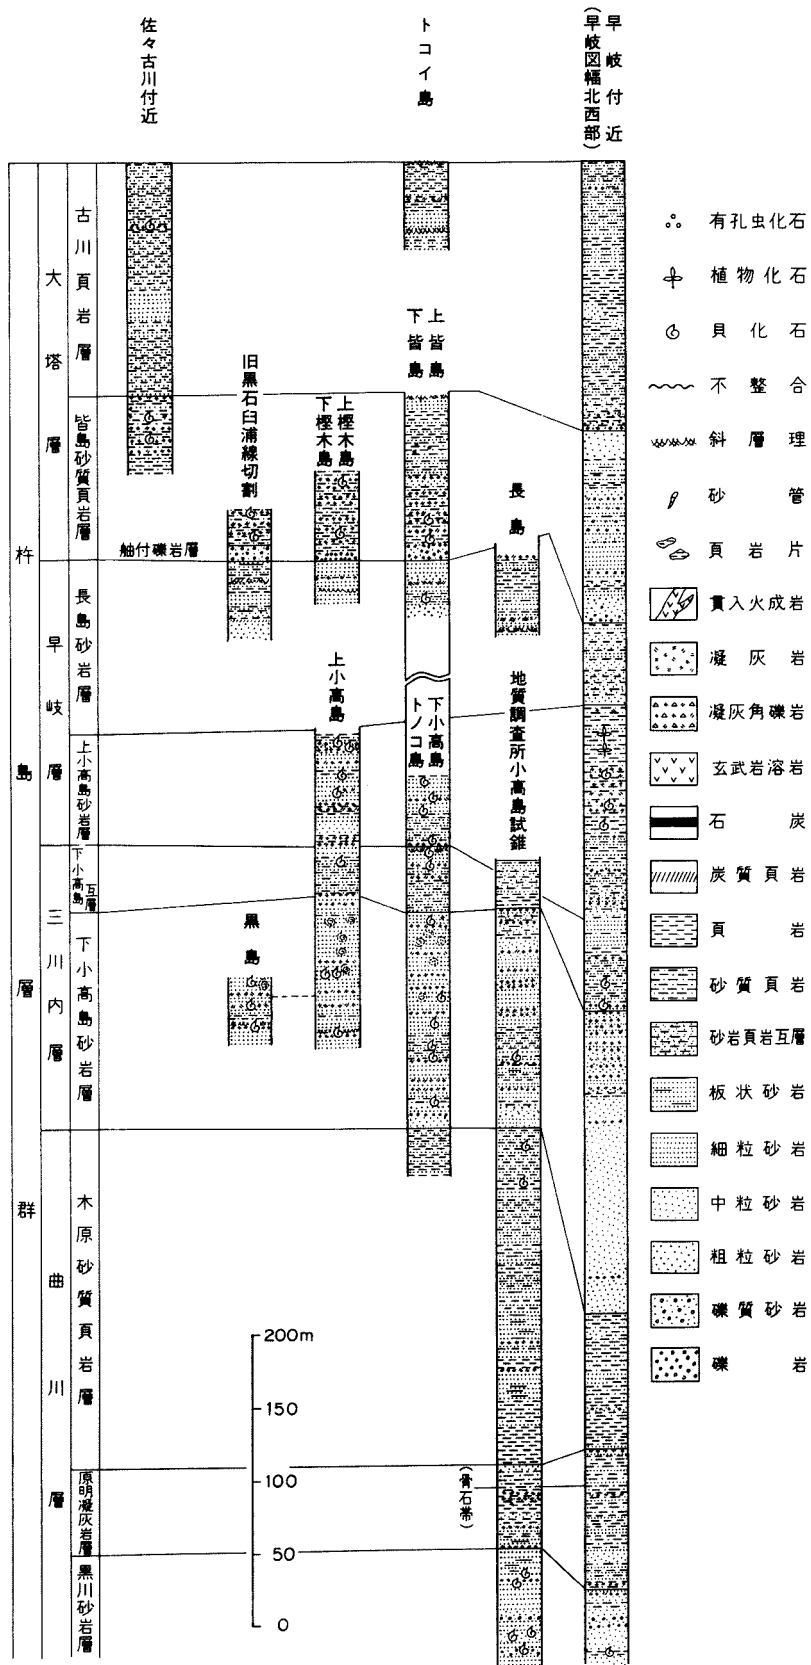 佐々古川付近
トコイ島
早岐付近
(早岐図幅北西部)
杵島層群
大塔層
早岐層
三川内層
曲川層
古川頁岩層
皆島砂質頁岩層
舳付礫岩層
長島砂岩層
上小高島砂岩層
下小高島互層
下小高島砂岩層
木原砂質頁岩層
原明凝灰岩層
黒川砂岩層
旧黒石臼浦線切割
上樫木島
下樫木島
上皆島
下皆島
長島
上小高島
下小高島
トノコ島
地質調査所小高島試錐
黒島
(骨石帯)
200m
150
100
50
0
有孔虫化石
植物化石
貝化石
不整合
斜層理
砂管
頁岩片
貫入火成岩
凝灰岩
凝灰角礫岩
玄武岩溶岩
石炭
炭質頁岩
頁岩
砂質頁岩
砂岩頁岩互層
板状砂岩
細粒砂岩
中粒砂岩
粗粒砂岩
礫質砂岩
礫岩